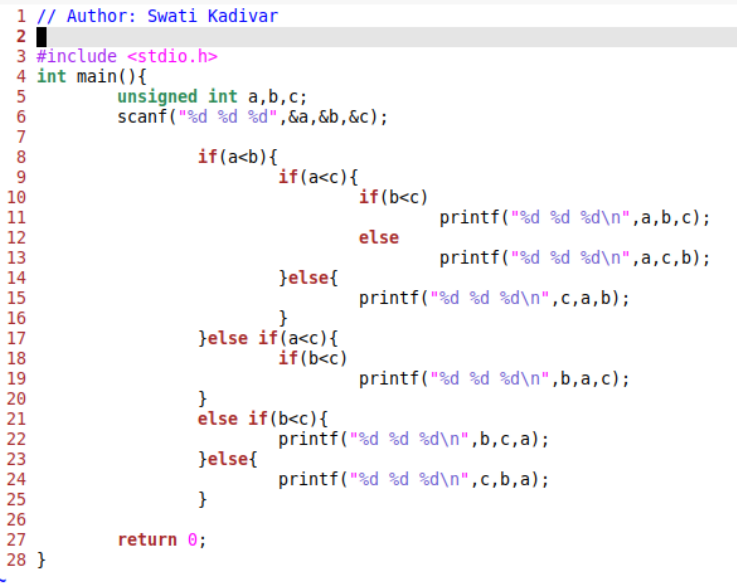 1 // Author: Swati Kadivar
2
3 #include <stdio.h>
4 int main(){
5         unsigned int a,b,c;
6         scanf("%d %d %d",&a,&b,&c);
7
8                 if(a<b){
9                         if(a<c){
10                                 if(b<c)
11                                         printf("%d %d %d\n",a,b,c);
12                                 else
13                                         printf("%d %d %d\n",a,c,b);
14                         }else{
15                                 printf("%d %d %d\n",c,a,b);
16                         }
17                 }else if(a<c){
18                         if(b<c)
19                                 printf("%d %d %d\n",b,a,c);
20                 }
21                 else if(b<c){
22                         printf("%d %d %d\n",b,c,a);
23                 }else{
24                         printf("%d %d %d\n",c,b,a);
25                 }
26
27         return 0;
28 }
~